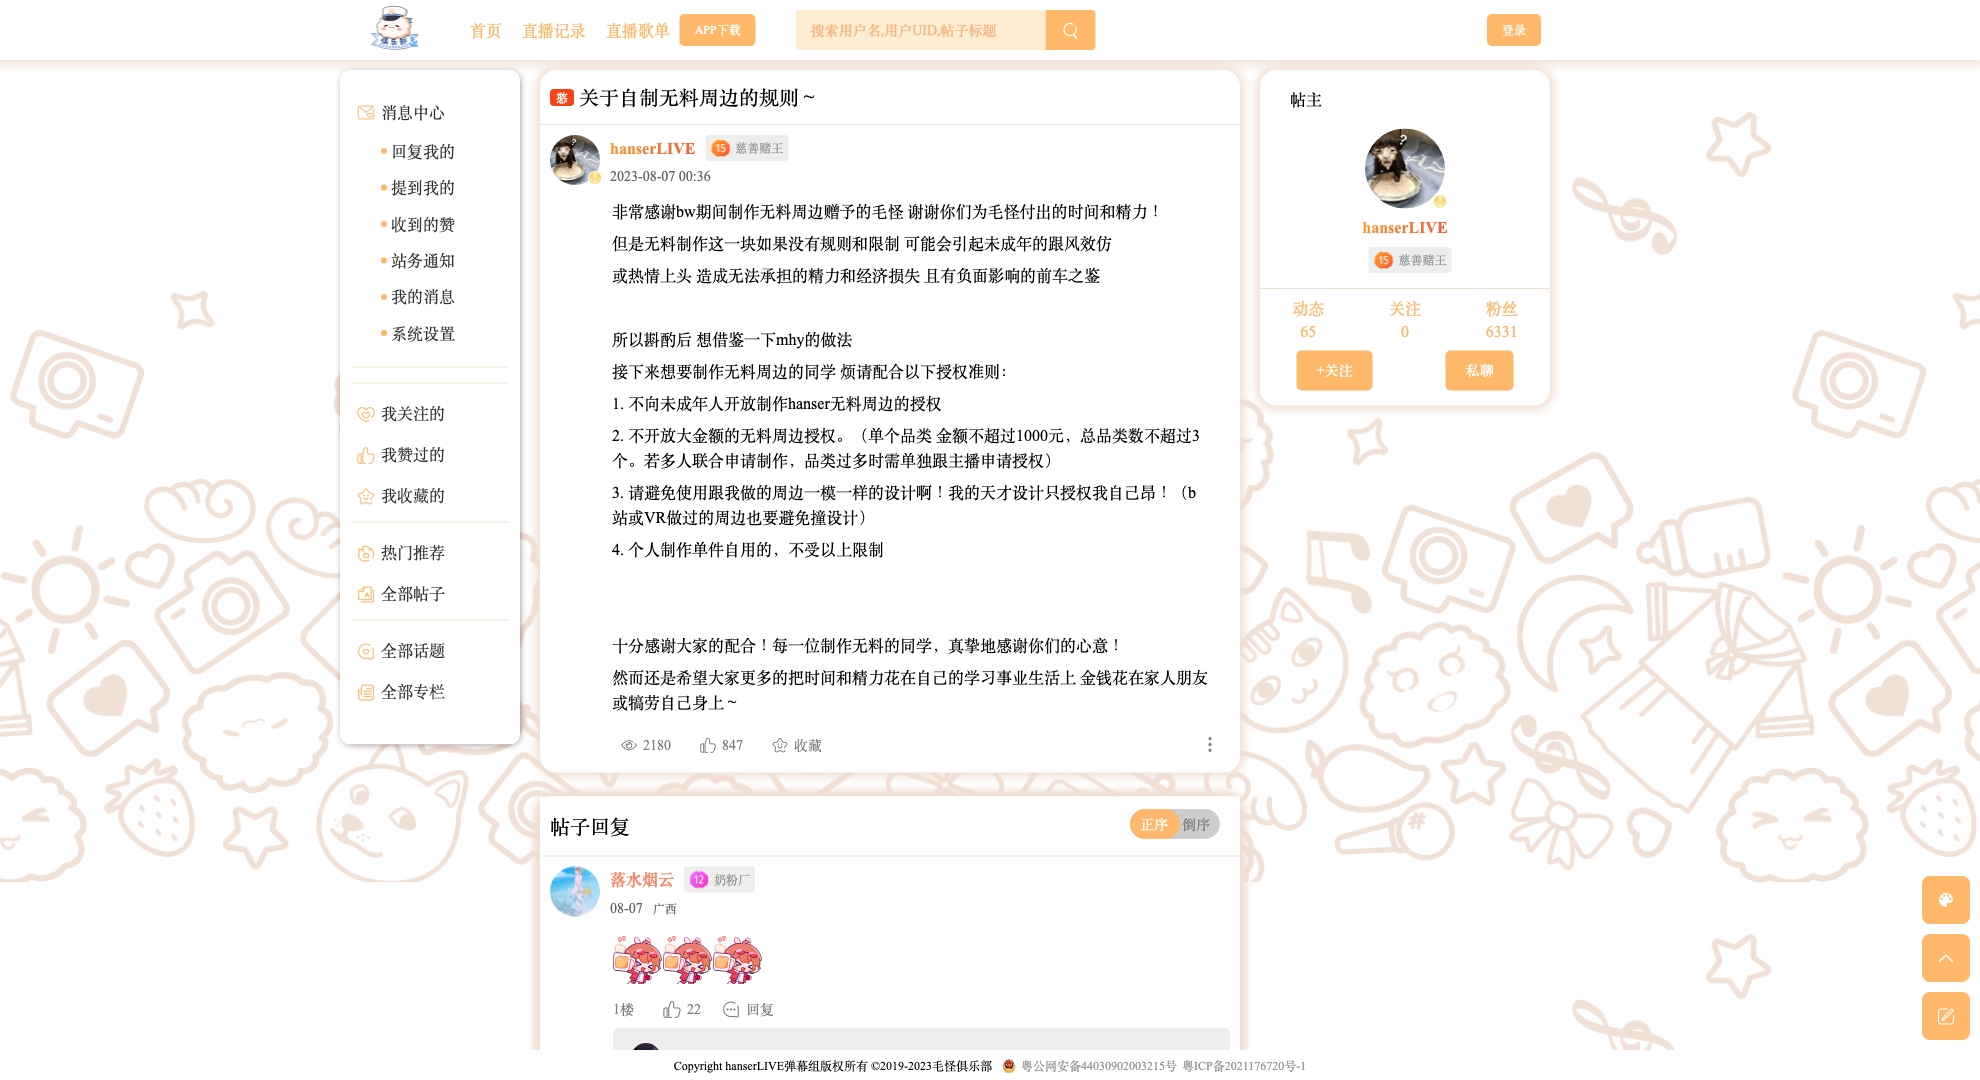 首页
直播记录
直播歌单
APP下载
搜索用户名,用户UID,帖子标题
登录
消息中心
回复我的
提到我的
收到的赞
站务通知
我的消息
系统设置
我关注的
我赞过的
我收藏的
热门推荐
全部帖子
全部话题
全部专栏
憨 关于自制无料周边的规则～
hanserLIVE 15 慈善赌王
2023-08-07 00:36
非常感谢bw期间制作无料周边赠予的毛怪 谢谢你们为毛怪付出的时间和精力！
但是无料制作这一块如果没有规则和限制 可能会引起未成年的跟风效仿
或热情上头 造成无法承担的精力和经济损失 且有负面影响的前车之鉴
所以斟酌后 想借鉴一下mhy的做法
接下来想要制作无料周边的同学 烦请配合以下授权准则：
1. 不向未成年人开放制作hanser无料周边的授权
2. 不开放大金额的无料周边授权。（单个品类 金额不超过1000元，总品类数不超过3
个。若多人联合申请制作，品类过多时需单独跟主播申请授权）
3. 请避免使用跟我做的周边一模一样的设计啊！我的天才设计只授权我自己昂！（b
站或VR做过的周边也要避免撞设计）
4. 个人制作单件自用的，不受以上限制
十分感谢大家的配合！每一位制作无料的同学，真挚地感谢你们的心意！
然而还是希望大家更多的把时间和精力花在自己的学习事业生活上 金钱花在家人朋友
或犒劳自己身上～
2180 847 收藏
帖子回复
正序 倒序
落水烟云 12 奶粉厂
08-07 广西
1楼 22 回复
帖主
hanserLIVE
15 慈善赌王
动态 关注 粉丝
65 0 6331
+关注 私聊
Copyright hanserLIVE弹幕组版权所有 ©2019-2023毛怪俱乐部 粤公网安备44030902003215号 粤ICP备2021176720号-1